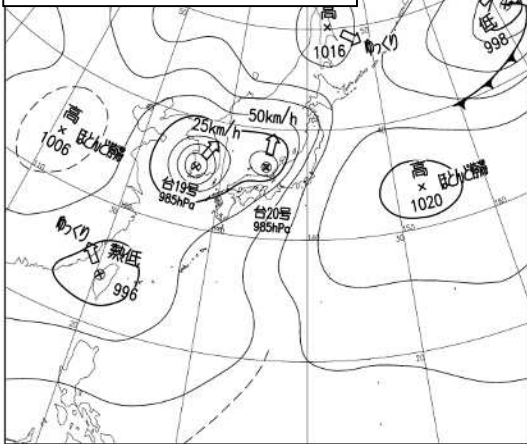 高
1016
ゆっくり
低
998
50km/h
25km/h
高
1006
ほとんど停滞
台19号
985hPa
台20号
985hPa
高
1020
ほとんど停滞
ゆっくり
熱低
996